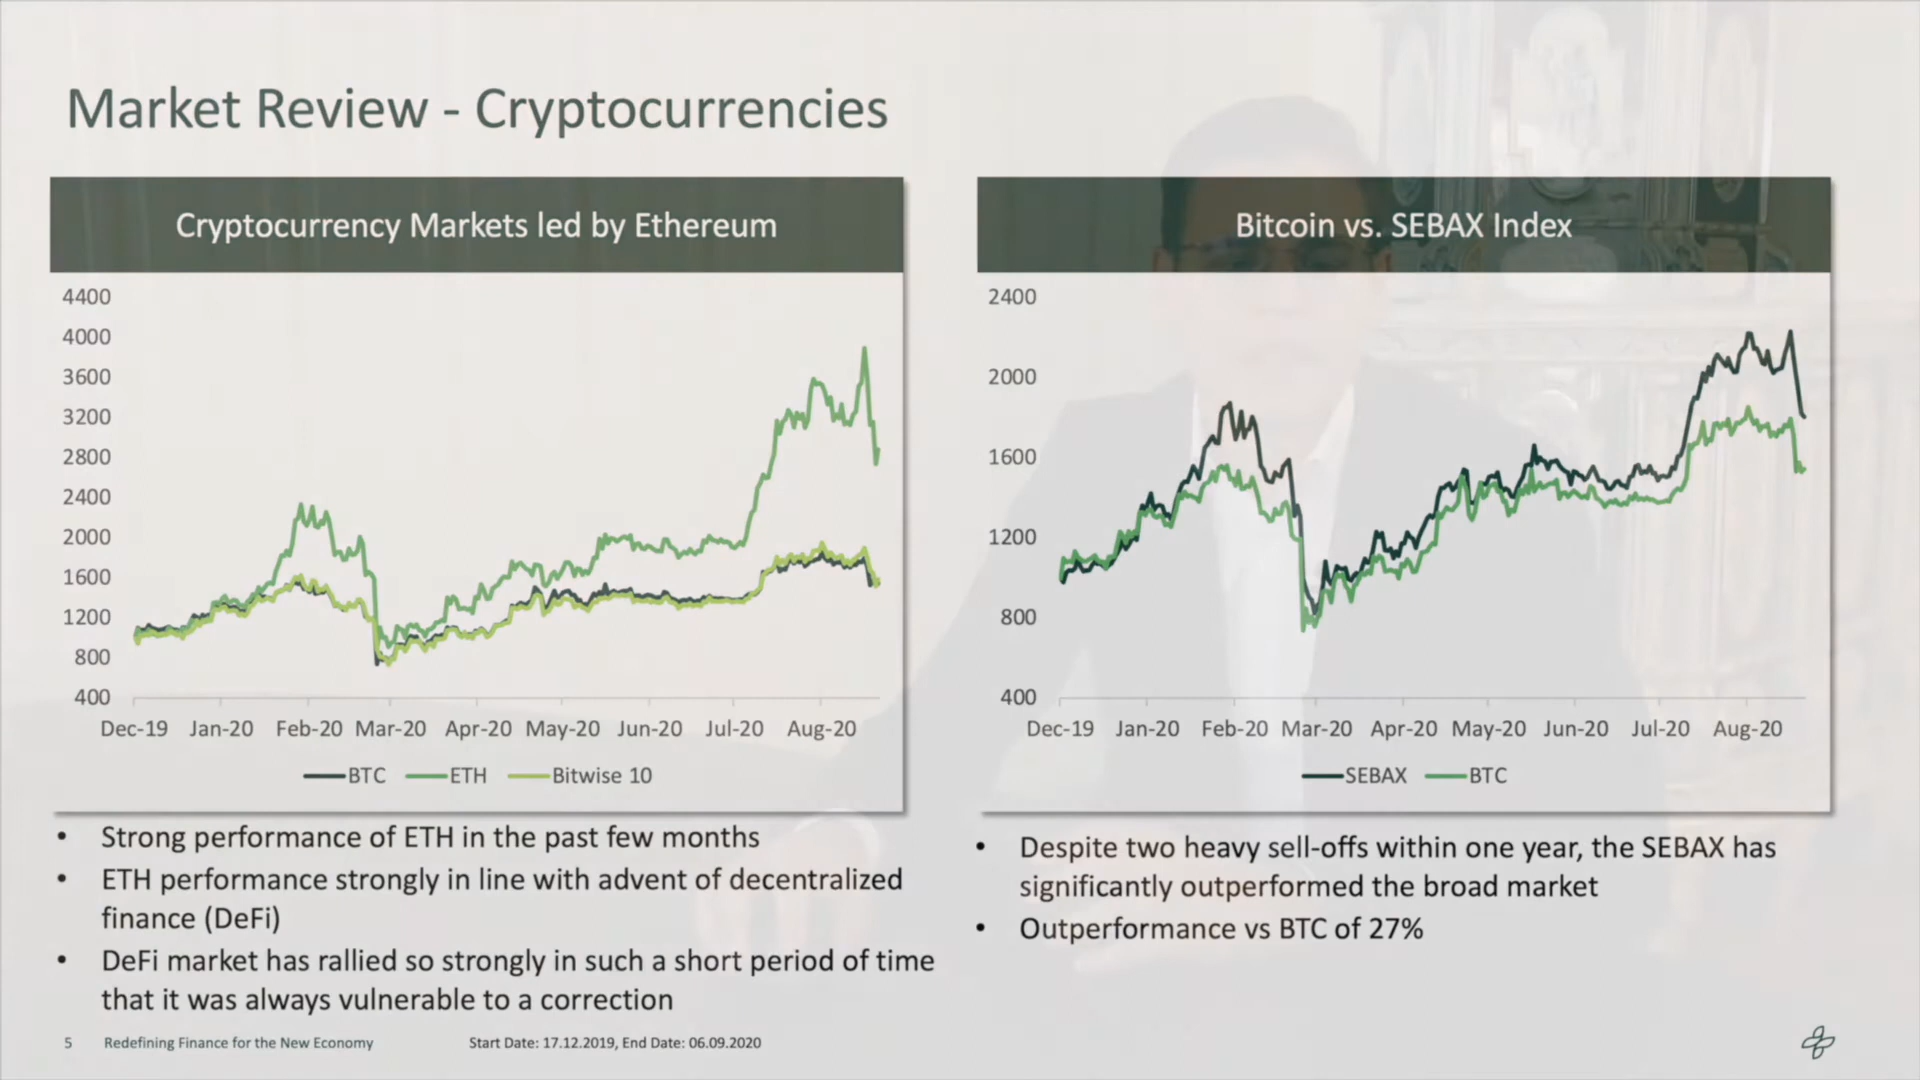 Market Review - Cryptocurrencies
Cryptocurrency Markets led by Ethereum
4400
4000
3600
3200
2800
2400
2000
1600
1200
800
400
Dec-19 Jan-20 Feb-20 Mar-20 Apr-20 May-20 Jun-20 Jul-20 Aug-20
BTC ETH Bitwise 10
• Strong performance of ETH in the past few months
• ETH performance strongly in line with advent of decentralized
finance (DeFi)
• DeFi market has rallied so strongly in such a short period of time
that it was always vulnerable to a correction
Bitcoin vs. SEBAX Index
2400
2000
1600
1200
800
400
Dec-19 Jan-20 Feb-20 Mar-20 Apr-20 May-20 Jun-20 Jul-20 Aug-20
SEBAX BTC
• Despite two heavy sell-offs within one year, the SEBAX has
significantly outperformed the broad market
• Outperformance vs BTC of 27%
5 Redefining Finance for the New Economy Start Date: 17.12.2019, End Date: 06.09.2020